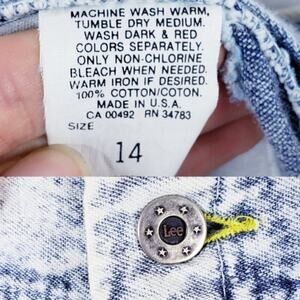 MACHINE WASH WARM,
TUMBLE DRY MEDIUM.
WASH DARK & RED
COLORS SEPARATELY.
ONLY NON-CHLORINE
BLEACH WHEN NEEDED.
WARM IRON IF DESIRED.
100% COTTON/COTON.
MADE IN U.S.A.
CA 00492 RN 34783
SIZE
14
Lee